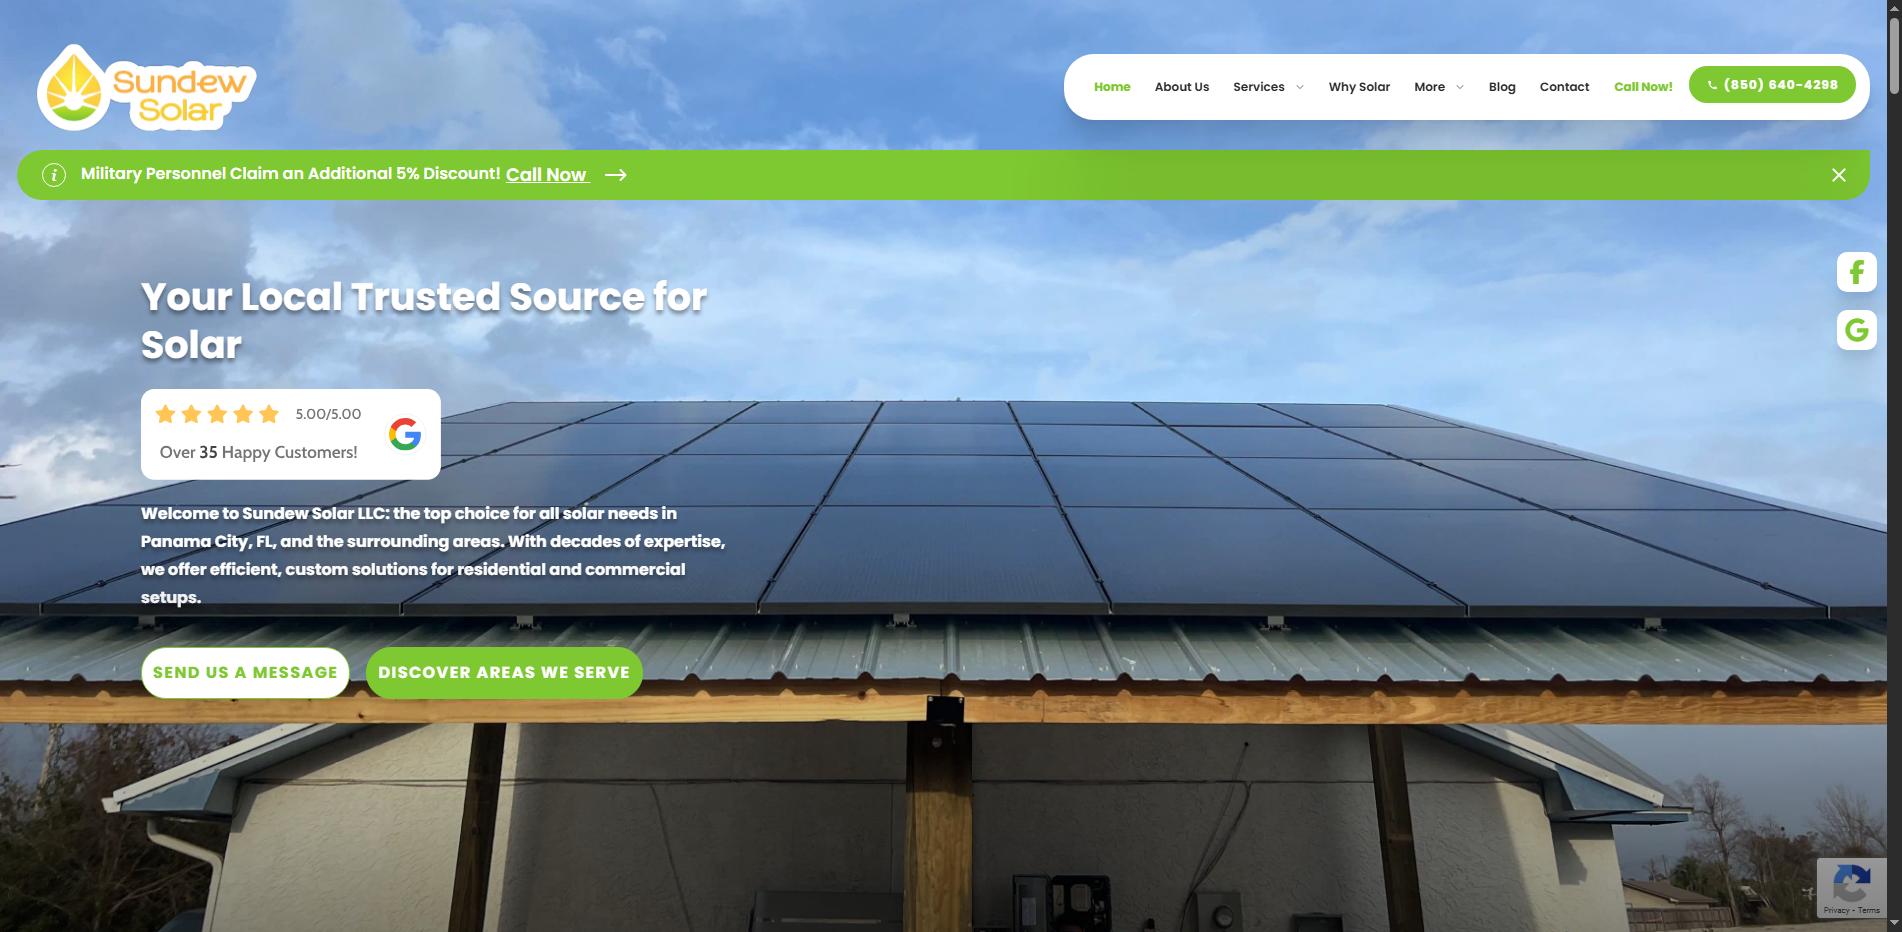 Sundew
Solar
Home About Us Services Why Solar More Blog Contact Call Now! (850) 640-4298
Military Personnel Claim an Additional 5% Discount! Call Now
Your Local Trusted Source for
Solar
5.00/5.00
Over 35 Happy Customers!
Welcome to Sundew Solar LLC: the top choice for all solar needs in
Panama City, FL, and the surrounding areas. With decades of expertise,
we offer efficient, custom solutions for residential and commercial
setups.
SEND US A MESSAGE DISCOVER AREAS WE SERVE
Privacy - Terms